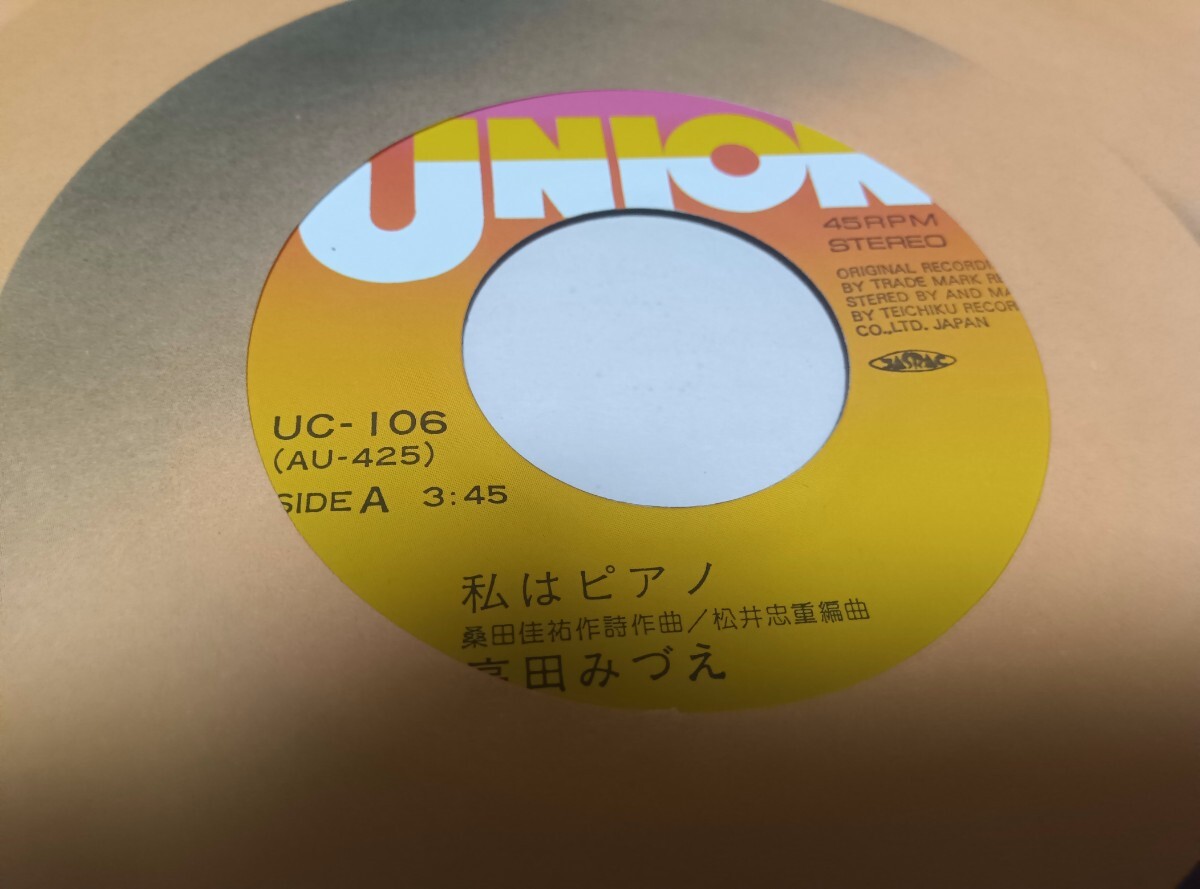 UNION
45RPM
STEREO
ORIGINAL RECORDI
BY TRADE MARK RE
STERED BY AND MA
BY TEICHIKU RECOR
CO.,LTD. JAPAN
JASRAC
UC-106
(AU-425)
SIDE A 3:45
私はピアノ
桑田佳祐作詩作曲/松井忠重編曲
高田みづえ